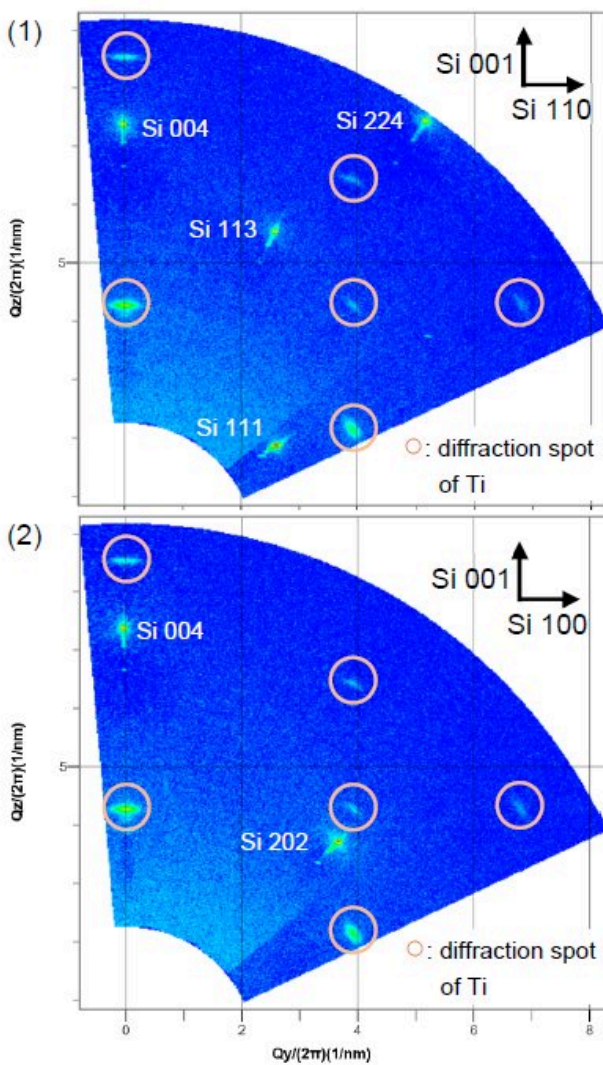 (1)
Si 001
Si 110
Si 004
Si 224
Si 113
5
Qz/(2π)(1/nm)
Si 111
○: diffraction spot
of Ti
(2)
Si 001
Si 100
Si 004
5
Qz/(2π)(1/nm)
Si 202
○: diffraction spot
of Ti
0 2 4 6 8
Qy/(2π)(1/nm)